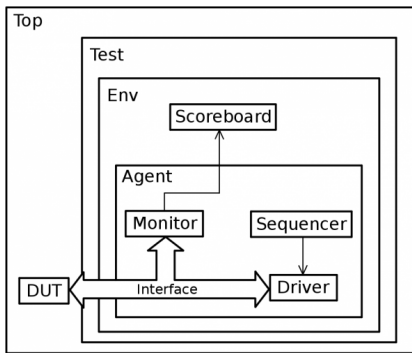 Top
Test
Env
Scoreboard
Agent
Monitor
Sequencer
DUT
Interface
Driver